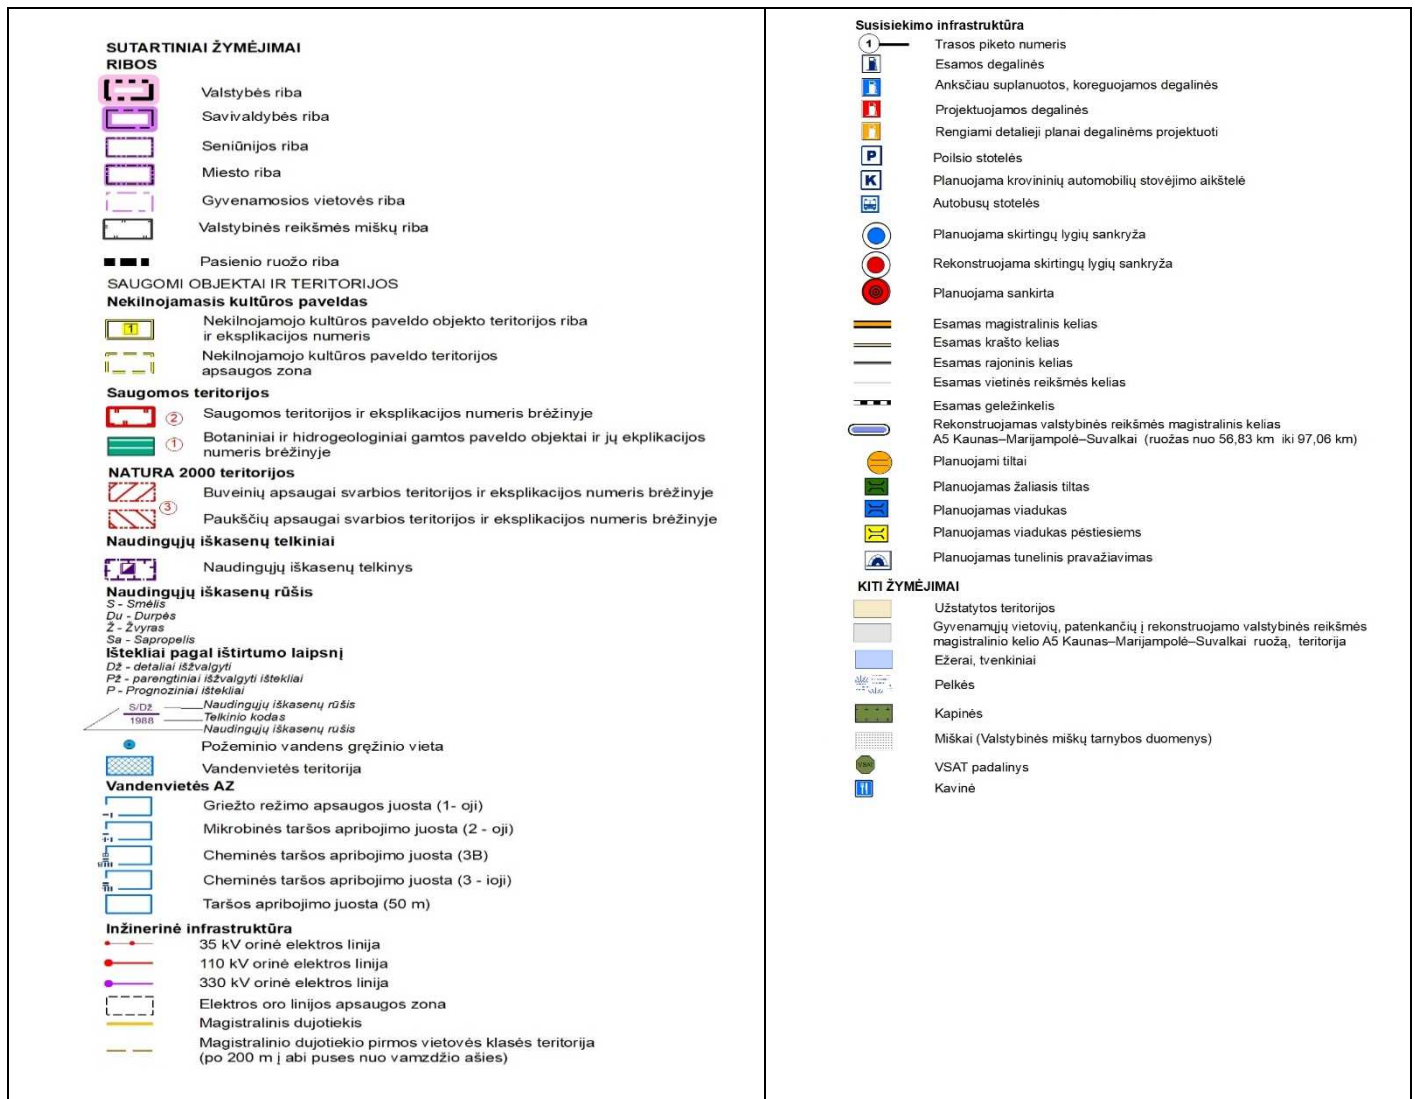 SUTARTINIAI ŽYMĖJIMAI
RIBOS
Valstybės riba
Savivaldybės riba
Seniūnijos riba
Miesto riba
Gyvenamosios vietovės riba
Valstybinės reikšmės miškų riba
Pasienio ruožo riba
SAUGOMI OBJEKTAI IR TERITORIJOS
Nekilnojamasis kultūros paveldas
1
Nekilnojamojo kultūros paveldo objekto teritorijos riba
ir eksplikacijos numeris
Nekilnojamojo kultūros paveldo teritorijos
apsaugos zona
Saugomos teritorijos
2 Saugomos teritorijos ir eksplikacijos numeris brėžinyje
1 Botaniniai ir hidrogeologiniai gamtos paveldo objektai ir jų ekplikacijos
numeris brėžinyje
NATURA 2000 teritorijos
Buveinių apsaugai svarbios teritorijos ir eksplikacijos numeris brėžinyje
3
Paukščių apsaugai svarbios teritorijos ir eksplikacijos numeris brėžinyje
Naudingųjų iškasenų telkiniai
Naudingųjų iškasenų telkinys
Naudingųjų iškasenų rūšis
S - Smėlis
Du - Durpės
Ž - Žvyras
Sa - Sapropelis
Ištekliai pagal ištirtumo laipsnį
Dž - detaliai išžvalgyti
Pž - parengtiniai išžvalgyti ištekliai
P - Prognoziniai ištekliai
S/Dž Naudingųjų iškasenų rūšis
Telkinio kodas
1988
Naudingųjų iškasenų rūšis
Požeminio vandens gręžinio vieta
Vandenvietės teritorija
Vandenvietės AZ
Griežto režimo apsaugos juosta (1- oji)
Mikrobinės taršos apribojimo juosta (2 - oji)
Cheminės taršos apribojimo juosta (3B)
Cheminės taršos apribojimo juosta (3 - ioji)
Taršos apribojimo juosta (50 m)
Inžinerinė infrastruktūra
35 kV orinė elektros linija
110 kV orinė elektros linija
330 kV orinė elektros linija
Elektros oro linijos apsaugos zona
Magistralinis dujotiekis
Magistralinio dujotiekio pirmos vietovės klasės teritorija
(po 200 m į abi puses nuo vamzdžio ašies)
Susisiekimo infrastruktūra
1 Trasos piketo numeris
Esamos degalinės
Anksčiau suplanuotos, koreguojamos degalinės
Projektuojamos degalinės
Rengiami detalieji planai degalinėms projektuoti
P Poilsio stotelės
K Planuojama krovininių automobilių stovėjimo aikštelė
Autobusų stotelės
Planuojama skirtingų lygių sankryža
Rekonstruojama skirtingų lygių sankryža
Planuojama sankirta
Esamas magistralinis kelias
Esamas krašto kelias
Esamas rajoninis kelias
Esamas vietinės reikšmės kelias
Esamas geležinkelis
Rekonstruojamas valstybinės reikšmės magistralinis kelias
A5 Kaunas–Marijampolė–Suvalkai (ruožas nuo 56,83 km iki 97,06 km)
Planuojami tiltai
Planuojamas žaliasis tiltas
Planuojamas viadukas
Planuojamas viadukas pėstiesiems
Planuojamas tunelinis pravažiavimas
KITI ŽYMĖJIMAI
Užstatytos teritorijos
Gyvenamųjų vietovių, patenkančių į rekonstruojamo valstybinės reikšmės
magistralinio kelio A5 Kaunas–Marijampolė–Suvalkai ruožą, teritorija
Ežerai, tvenkiniai
Pelkės
Kapinės
Miškai (Valstybinės miškų tarnybos duomenys)
VSAT VSAT padalinys
Kavinė